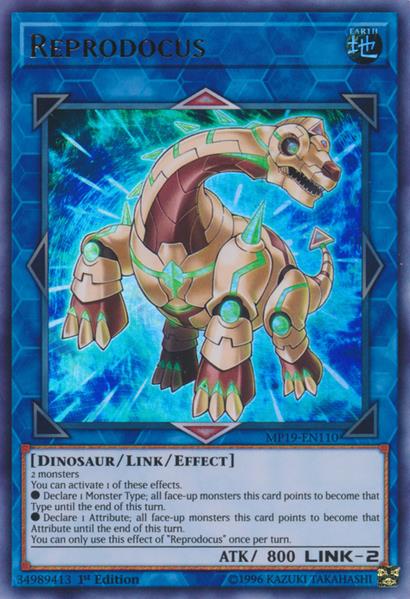 REPRODOCUS
EARTH
地
MP19-EN110
[DINOSAUR/LINK/EFFECT]
2 monsters
You can activate 1 of these effects.
● Declare 1 Monster Type; all face-up monsters this card points to become that
Type until the end of this turn.
● Declare 1 Attribute; all face-up monsters this card points to become that
Attribute until the end of this turn.
You can only use this effect of "Reprodocus" once per turn.
ATK/ 800 LINK-2
34989413 1st Edition
©1996 KAZUKI TAKAHASHI